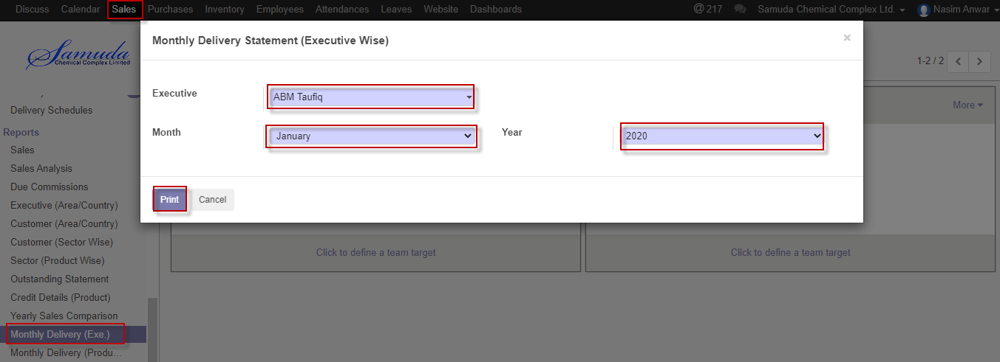 Discuss Calendar Sales Purchases Inventory Employees Attendances Leaves Website Dashboards @ 217 Samuda Chemical Complex Ltd. Nasim Anwar
Monthly Delivery Statement (Executive Wise) ×
Samuda
Chemical Complex Limited
1-2 / 2
Executive ABM Taufiq
Delivery Schedules
More
Reports
Month January Year 2020
Sales
Sales Analysis
Due Commissions
Print Cancel
Executive (Area/Country)
Customer (Area/Country)
Customer (Sector Wise)
Click to define a team target Click to define a team target
Sector (Product Wise)
Outstanding Statement
Credit Details (Product)
Yearly Sales Comparison
Monthly Delivery (Exe.)
Monthly Delivery (Produ...